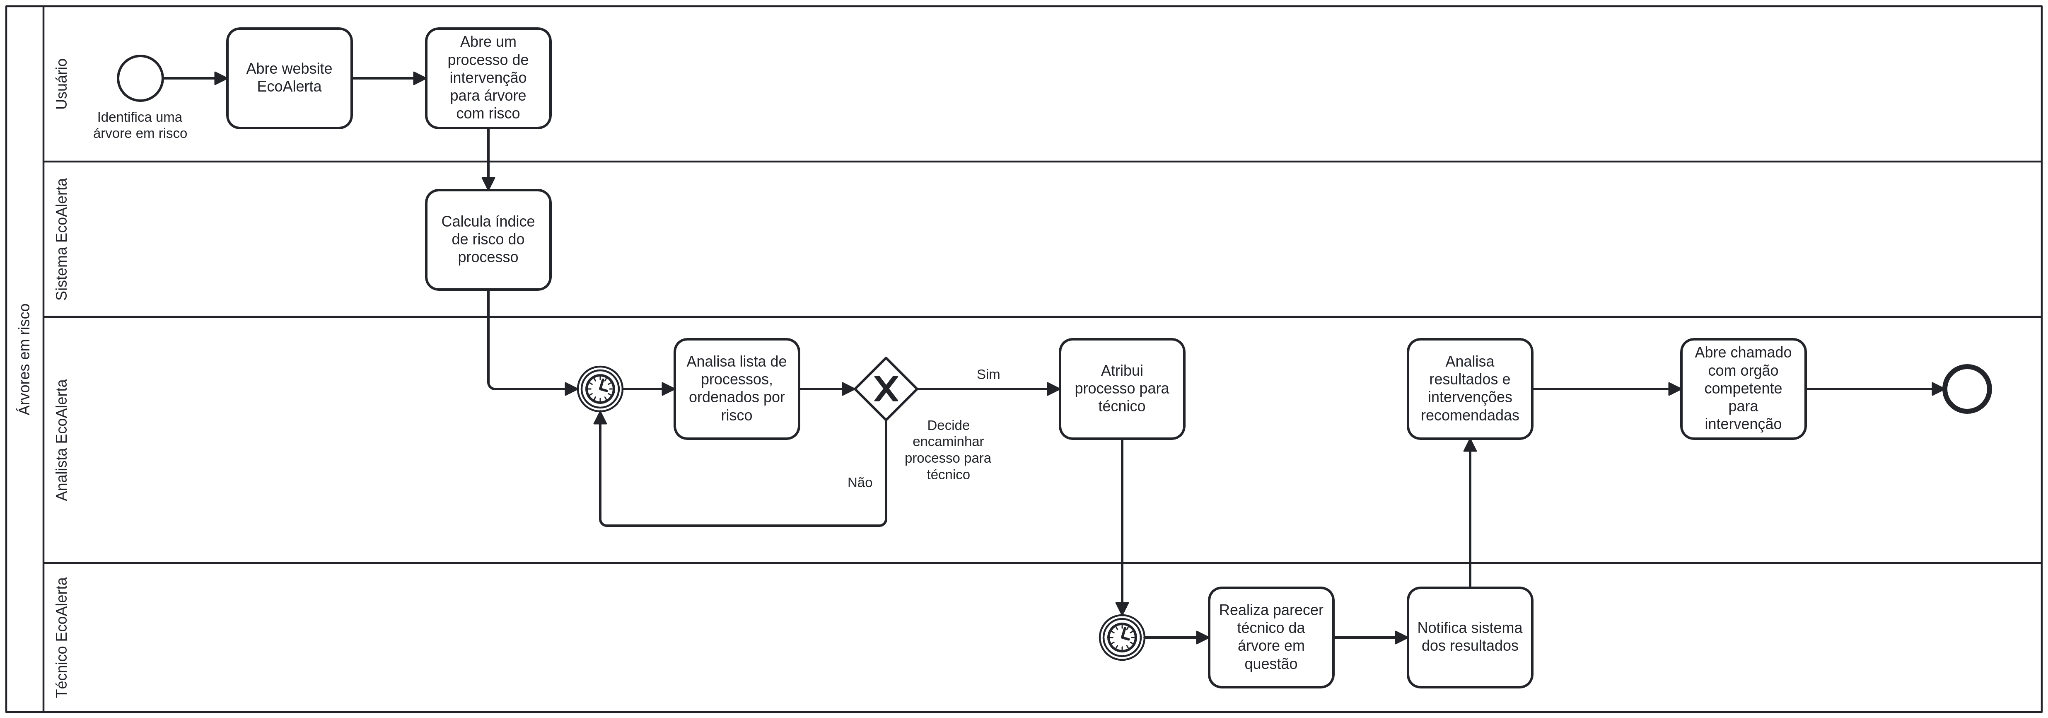 Árvores em risco
Usuário
Identifica uma
árvore em risco
Abre website
EcoAlerta
Abre um
processo de
intervenção
para árvore
com risco
Sistema EcoAlerta
Calcula índice
de risco do
processo
Analista EcoAlerta
Analisa lista de
processos,
ordenados por
risco
Sim
Decide
encaminhar
processo para
técnico
Não
Atribui
processo para
técnico
Analisa
resultados e
intervenções
recomendadas
Abre chamado
com orgão
competente
para
intervenção
Técnico EcoAlerta
Realiza parecer
técnico da
árvore em
questão
Notifica sistema
dos resultados